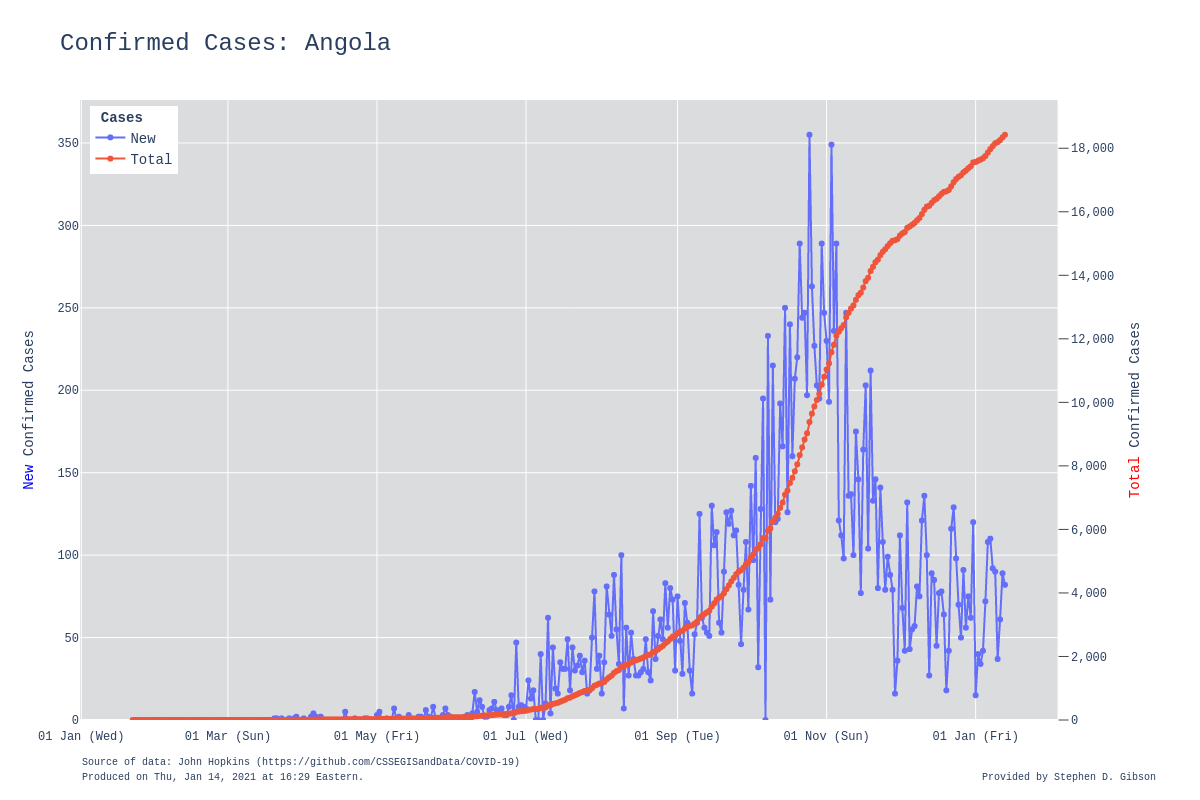 Confirmed Cases: Angola
Cases
New
Total
350
300
250
200
150
100
50
0
New Confirmed Cases
18,000
16,000
14,000
12,000
10,000
8,000
6,000
4,000
2,000
0
Total Confirmed Cases
01 Jan (Wed) 01 Mar (Sun) 01 May (Fri) 01 Jul (Wed) 01 Sep (Tue) 01 Nov (Sun) 01 Jan (Fri)
Source of data: John Hopkins (https://github.com/CSSEGISandData/COVID-19)
Produced on Thu, Jan 14, 2021 at 16:29 Eastern.
Provided by Stephen D. Gibson